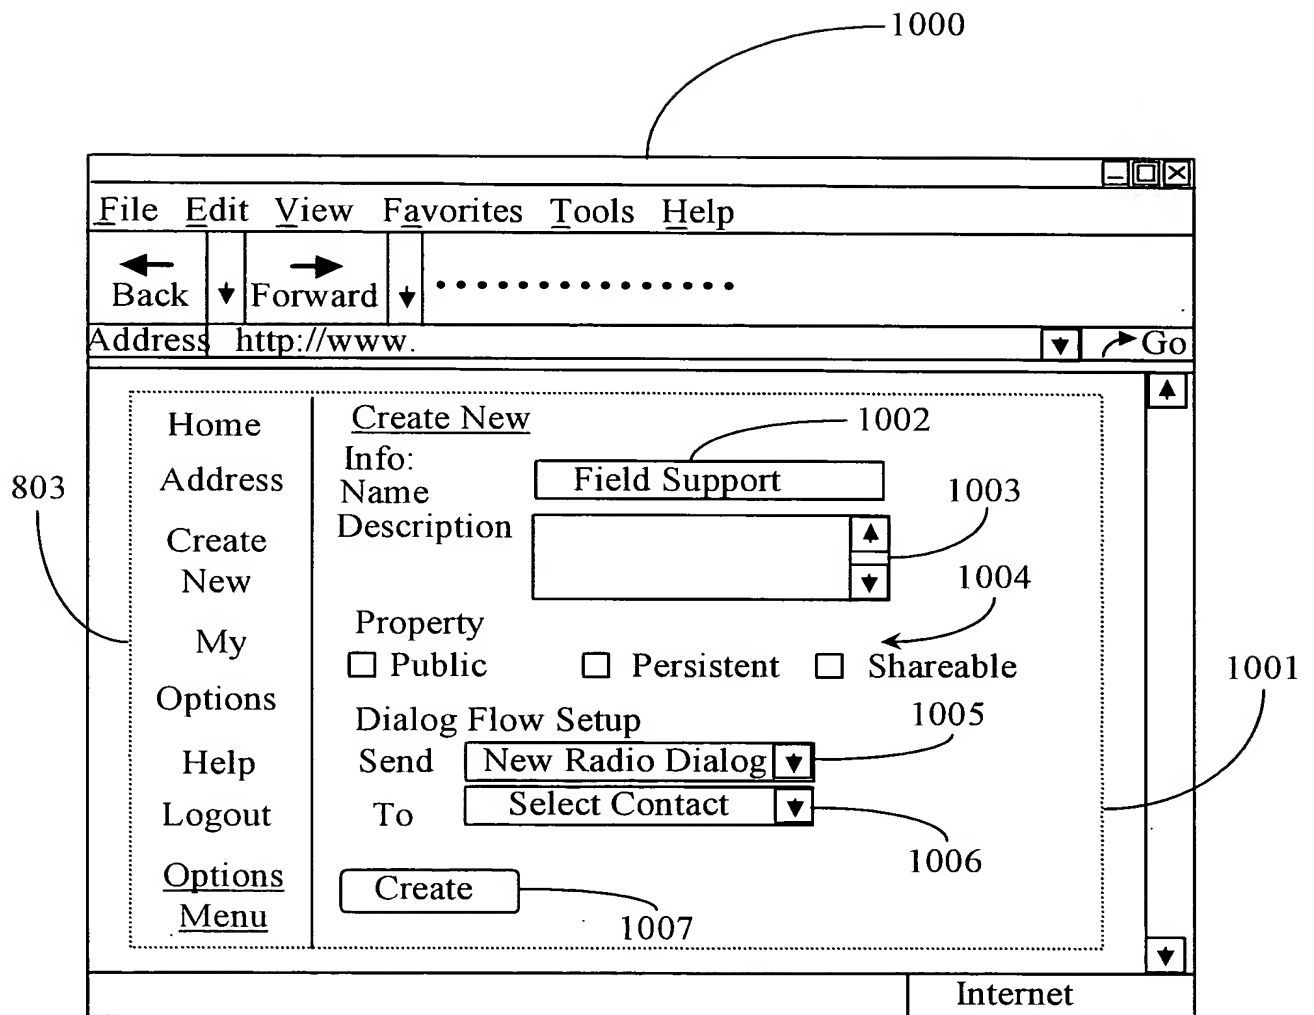 1000
File Edit View Favorites Tools Help
Back Forward
Address http://www. Go
Home
Address
Create
New
My
Options
Help
Logout
Options
Menu
803
Create New
1002
Info:
Name Field Support
1003
Description
1004
Property
Public Persistent Shareable
1001
Dialog Flow Setup
1005
Send New Radio Dialog
To Select Contact
1006
Create
1007
Internet